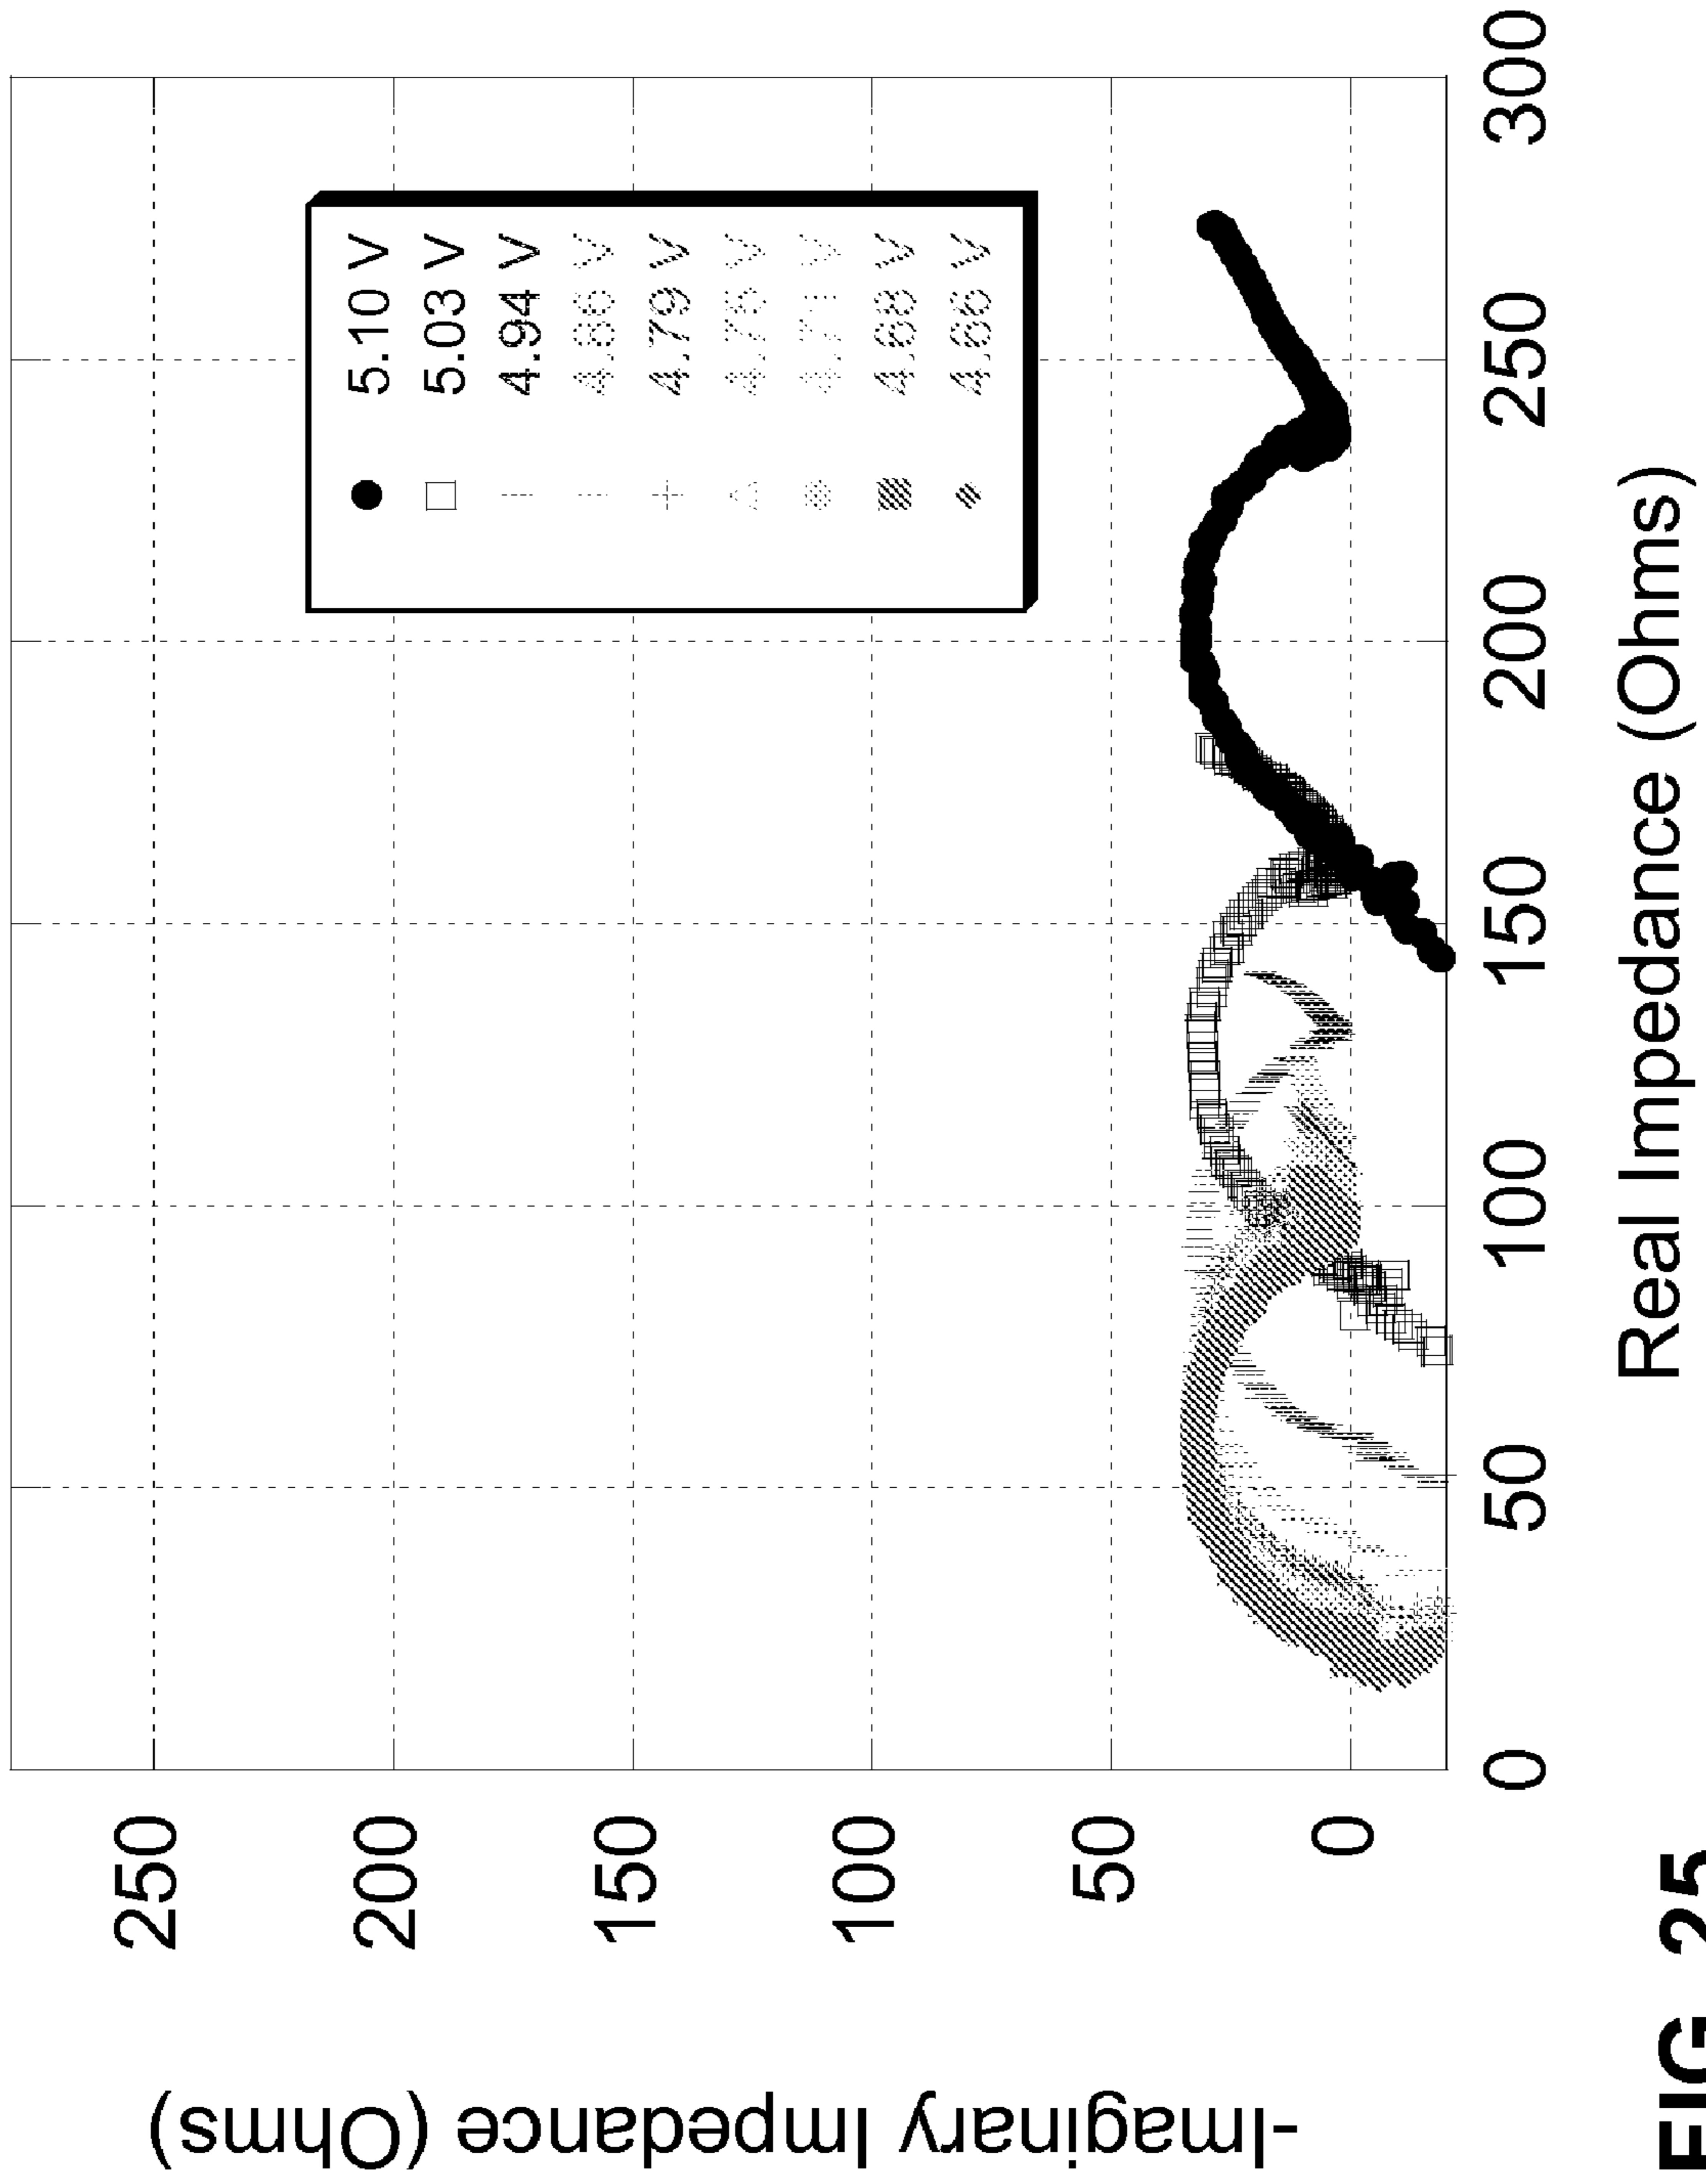 -Imaginary Impedance (Ohms)
250
200
150
100
50
0
5.10 V
5.03 V
4.94 V
4.86 V
4.79 V
4.75 V
4.71 V
4.68 V
4.66 V
0
50
100
150
200
250
300
Real Impedance (Ohms)
FIG 25